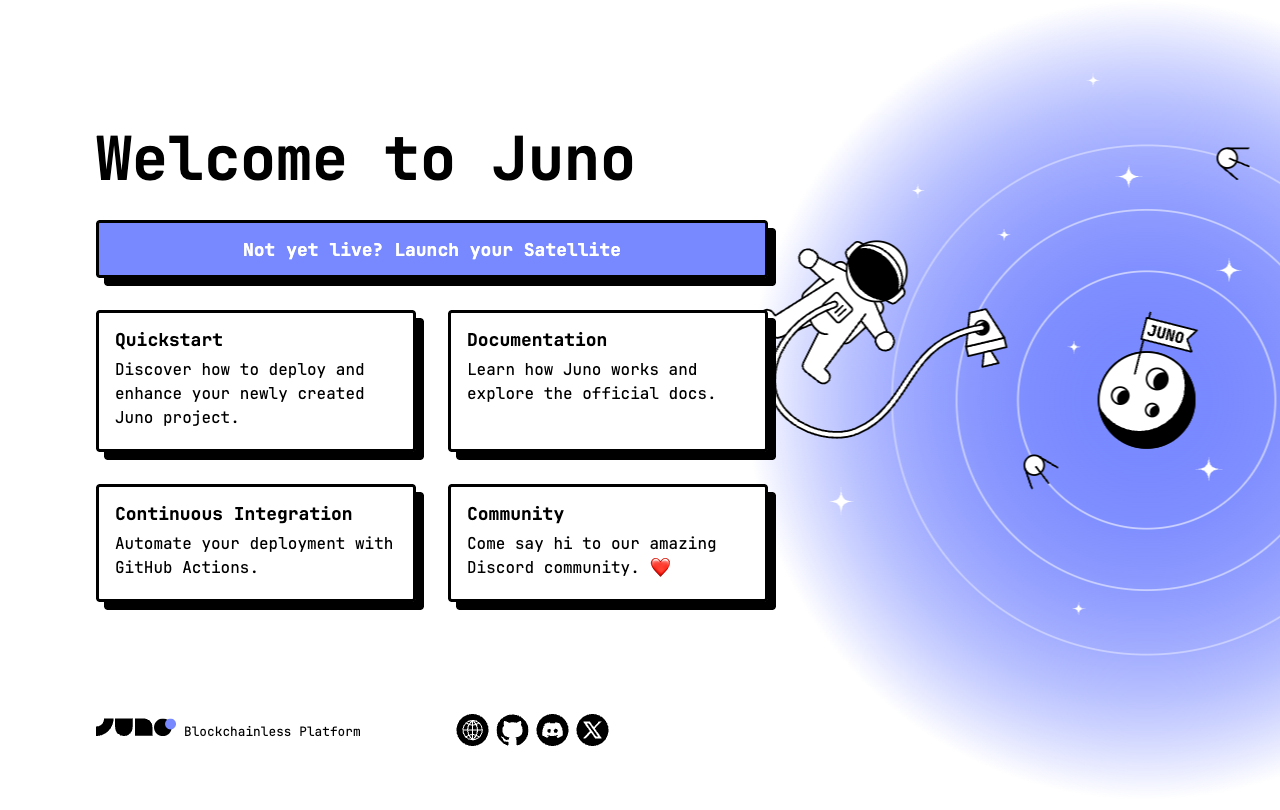 Welcome to Juno
Not yet live? Launch your Satellite
Quickstart
Discover how to deploy and
enhance your newly created
Juno project.
Documentation
Learn how Juno works and
explore the official docs.
Continuous Integration
Automate your deployment with
GitHub Actions.
Community
Come say hi to our amazing
Discord community. ❤️
JUNO
JUNO Blockchainless Platform